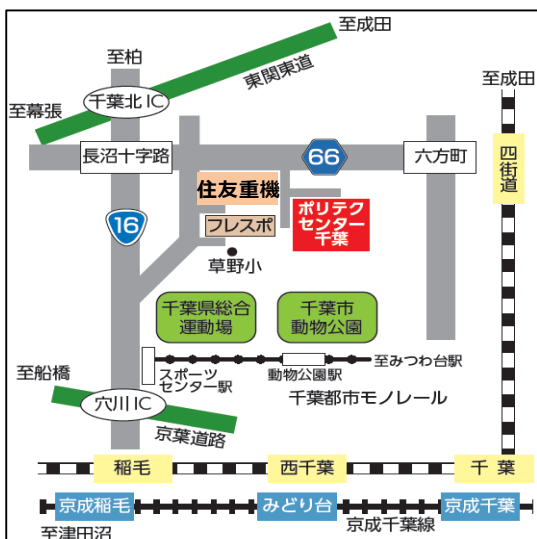 至成田
至柏
東関東道
至成田
千葉北IC
至幕張
長沼十字路
66
六方町
四街道
住友重機
ポリテク
センター
千葉
16
フレスポ
草野小
千葉県総合
運動場
千葉市
動物公園
至船橋
スポーツ
センター駅
動物公園駅
至みつわ台駅
千葉都市モノレール
穴川IC
京葉道路
稲毛
西千葉
千葉
京成稲毛
みどり台
京成千葉
京成千葉線
至津田沼